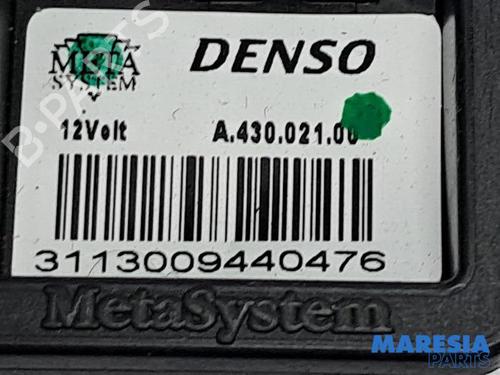 META
SYSTEM
DENSO
12Volt
A.430.021.00
3113009440476
MetaSystem
B-PARTS
MARESIA
PARTS